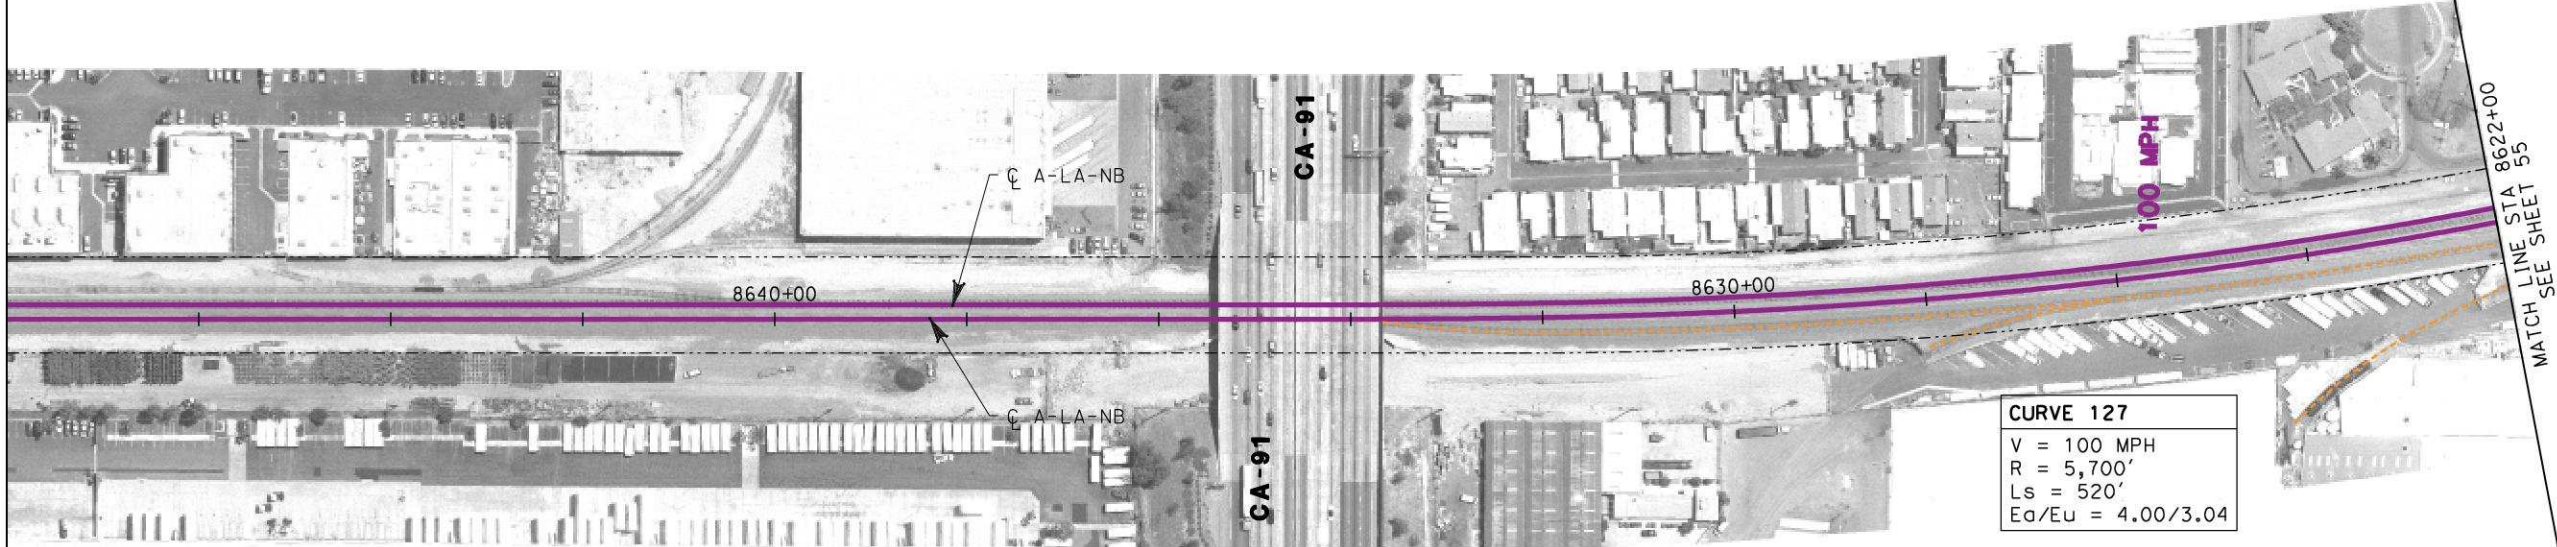 CA-91
100 MPH
MATCH LINE STA 8622+00
SEE SHEET 55
℄ A-LA-NB
8640+00
8630+00
℄ A-LA-NB
CA-91
CURVE 127
V = 100 MPH
R = 5,700'
Ls = 520'
Ea/Eu = 4.00/3.04